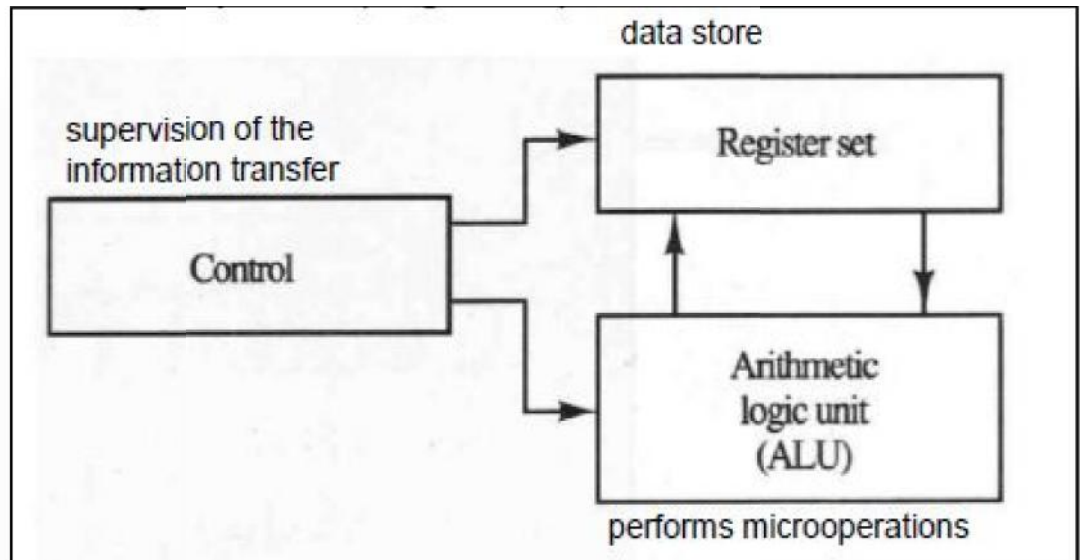 data store
Register set
supervision of the
information transfer
Control
Arithmetic
logic unit
(ALU)
performs microoperations